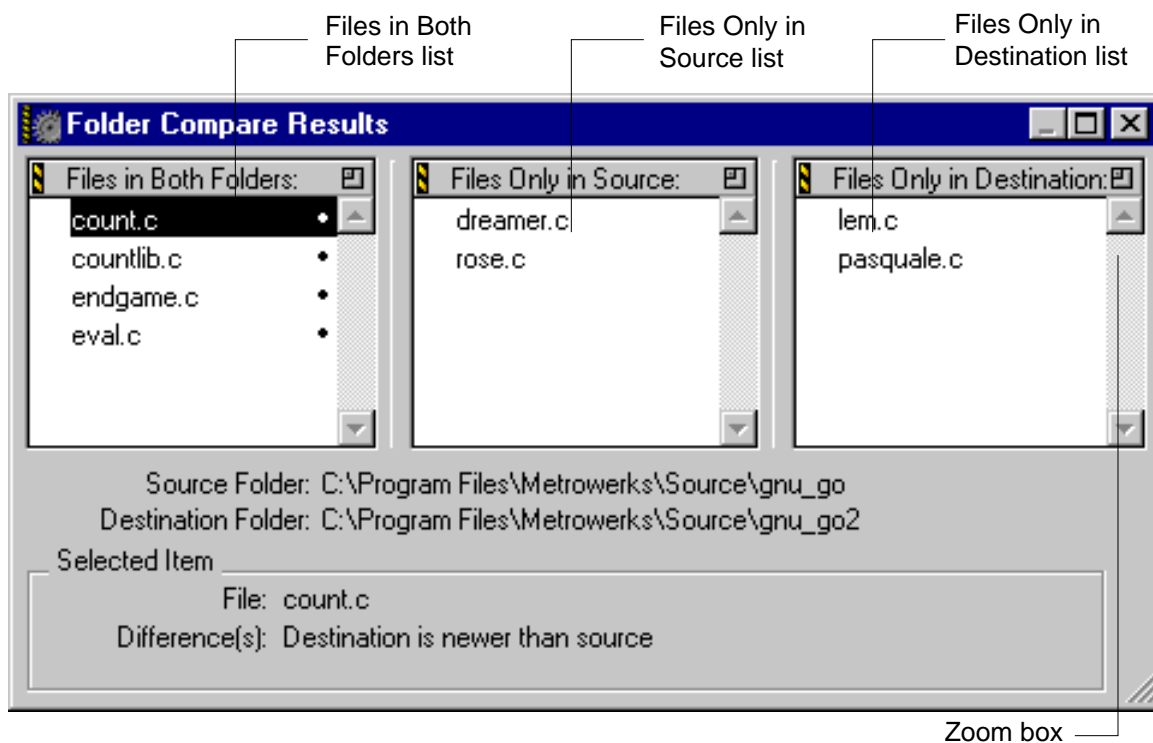 Files in Both
Folders list
Files Only in
Source list
Files Only in
Destination list
Folder Compare Results
Files in Both Folders:
count.c
countlib.c
endgame.c
eval.c
Files Only in Source:
dreamer.c
rose.c
Files Only in Destination:
lem.c
pasquale.c
Source Folder: C:\Program Files\Metrowerks\Source\gnu_go
Destination Folder: C:\Program Files\Metrowerks\Source\gnu_go2
Selected Item
File: count.c
Difference(s): Destination is newer than source
Zoom box